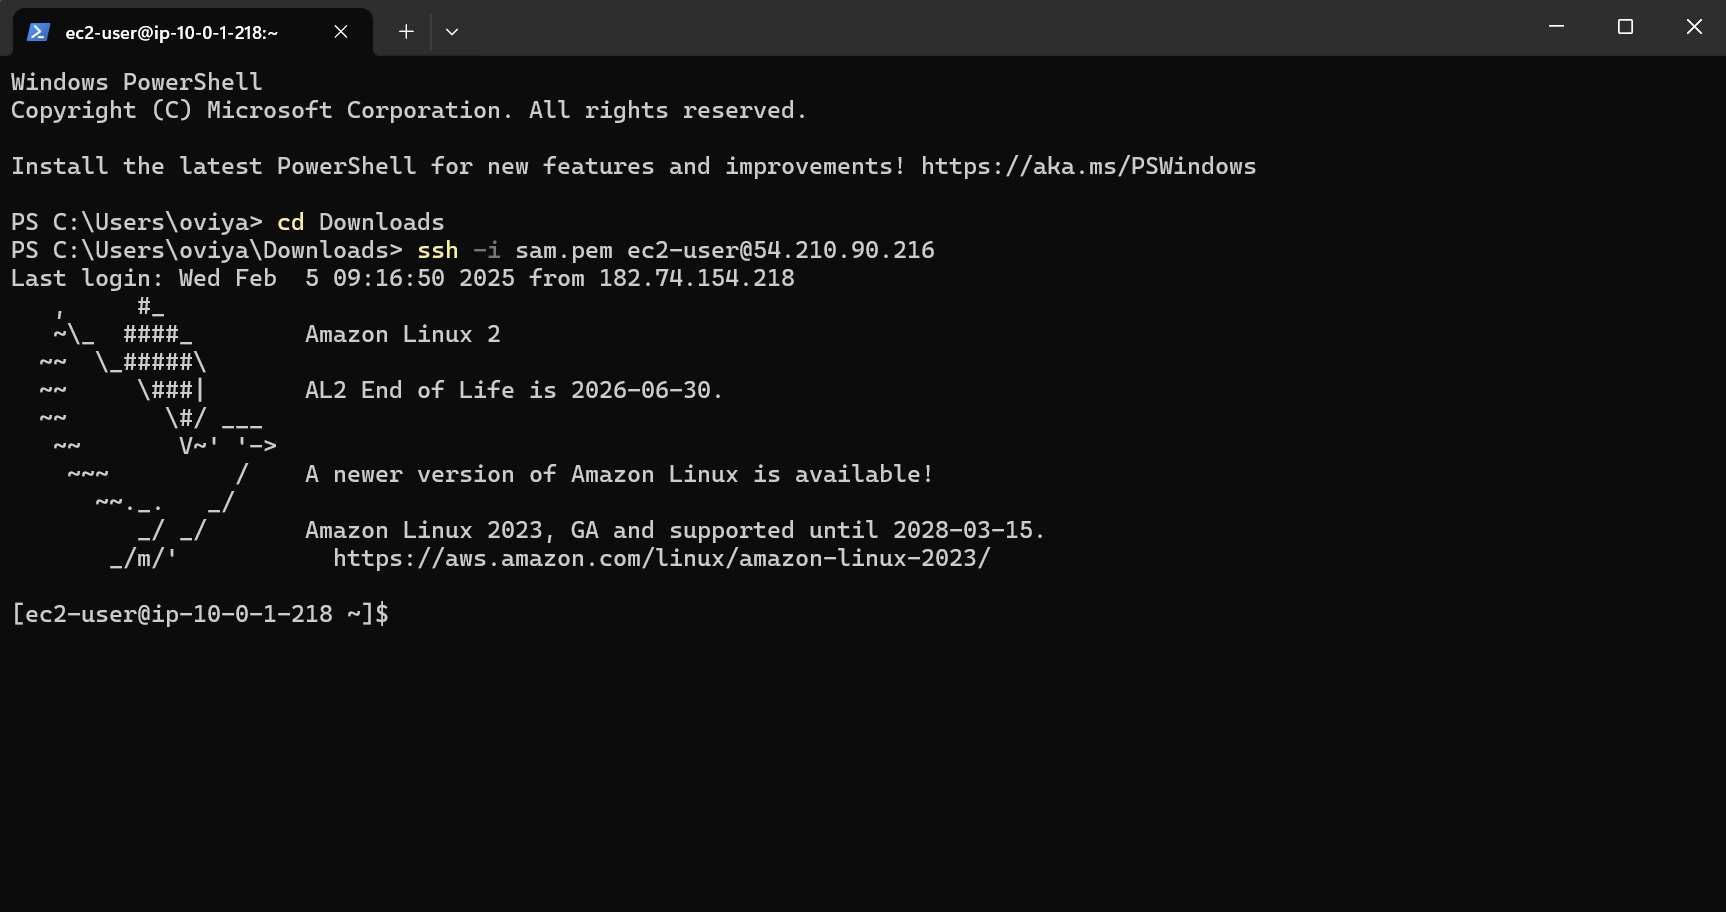 ec2-user@ip-10-0-1-218:~
Windows PowerShell
Copyright (C) Microsoft Corporation. All rights reserved.
Install the latest PowerShell for new features and improvements! https://aka.ms/PSWindows
PS C:\Users\oviya> cd Downloads
PS C:\Users\oviya\Downloads> ssh -i sam.pem ec2-user@54.210.90.216
Last login: Wed Feb  5 09:16:50 2025 from 182.74.154.218
   ,     #_
   ~\_  ####_        Amazon Linux 2
  ~~  \_#####\
  ~~     \###|       AL2 End of Life is 2026-06-30.
  ~~       \#/ ___
   ~~       V~' '->
    ~~~         /    A newer version of Amazon Linux is available!
      ~~._.   _/
         _/ _/       Amazon Linux 2023, GA and supported until 2028-03-15.
       _/m/'           https://aws.amazon.com/linux/amazon-linux-2023/
[ec2-user@ip-10-0-1-218 ~]$